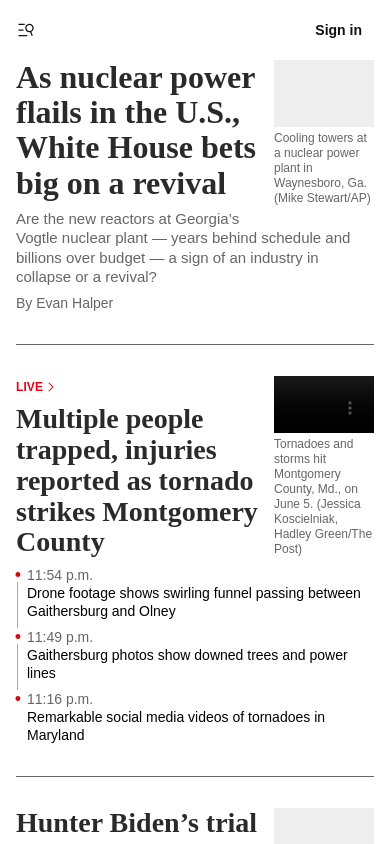 Sign in
As nuclear power
flails in the U.S.,
White House bets
big on a revival
Cooling towers at
a nuclear power
plant in
Waynesboro, Ga.
(Mike Stewart/AP)
Are the new reactors at Georgia’s
Vogtle nuclear plant — years behind schedule and
billions over budget — a sign of an industry in
collapse or a revival?
By Evan Halper
LIVE
Multiple people
trapped, injuries
reported as tornado
strikes Montgomery
County
Tornadoes and
storms hit
Montgomery
County, Md., on
June 5. (Jessica
Koscielniak,
Hadley Green/The
Post)
11:54 p.m.
Drone footage shows swirling funnel passing between
Gaithersburg and Olney
11:49 p.m.
Gaithersburg photos show downed trees and power
lines
11:16 p.m.
Remarkable social media videos of tornadoes in
Maryland
Hunter Biden’s trial